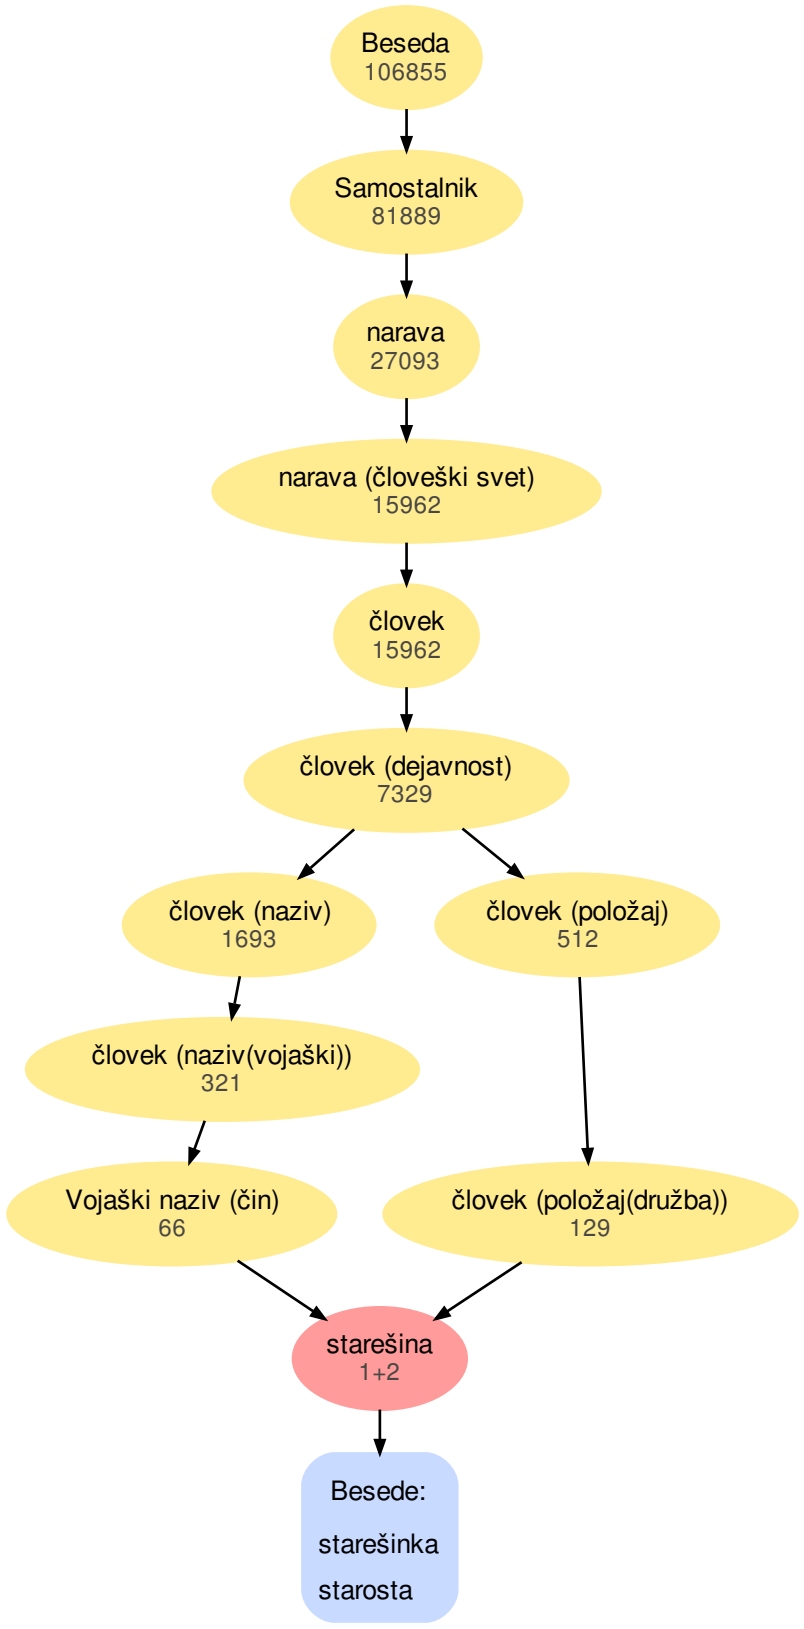 Beseda
106855
Samostalnik
81889
narava
27093
narava (človeški svet)
15962
človek
15962
človek (dejavnost)
7329
človek (naziv)
1693
človek (položaj)
512
človek (naziv(vojaški))
321
Vojaški naziv (čin)
66
človek (položaj(družba))
129
starešina
1+2
Besede:
starešinka
starosta